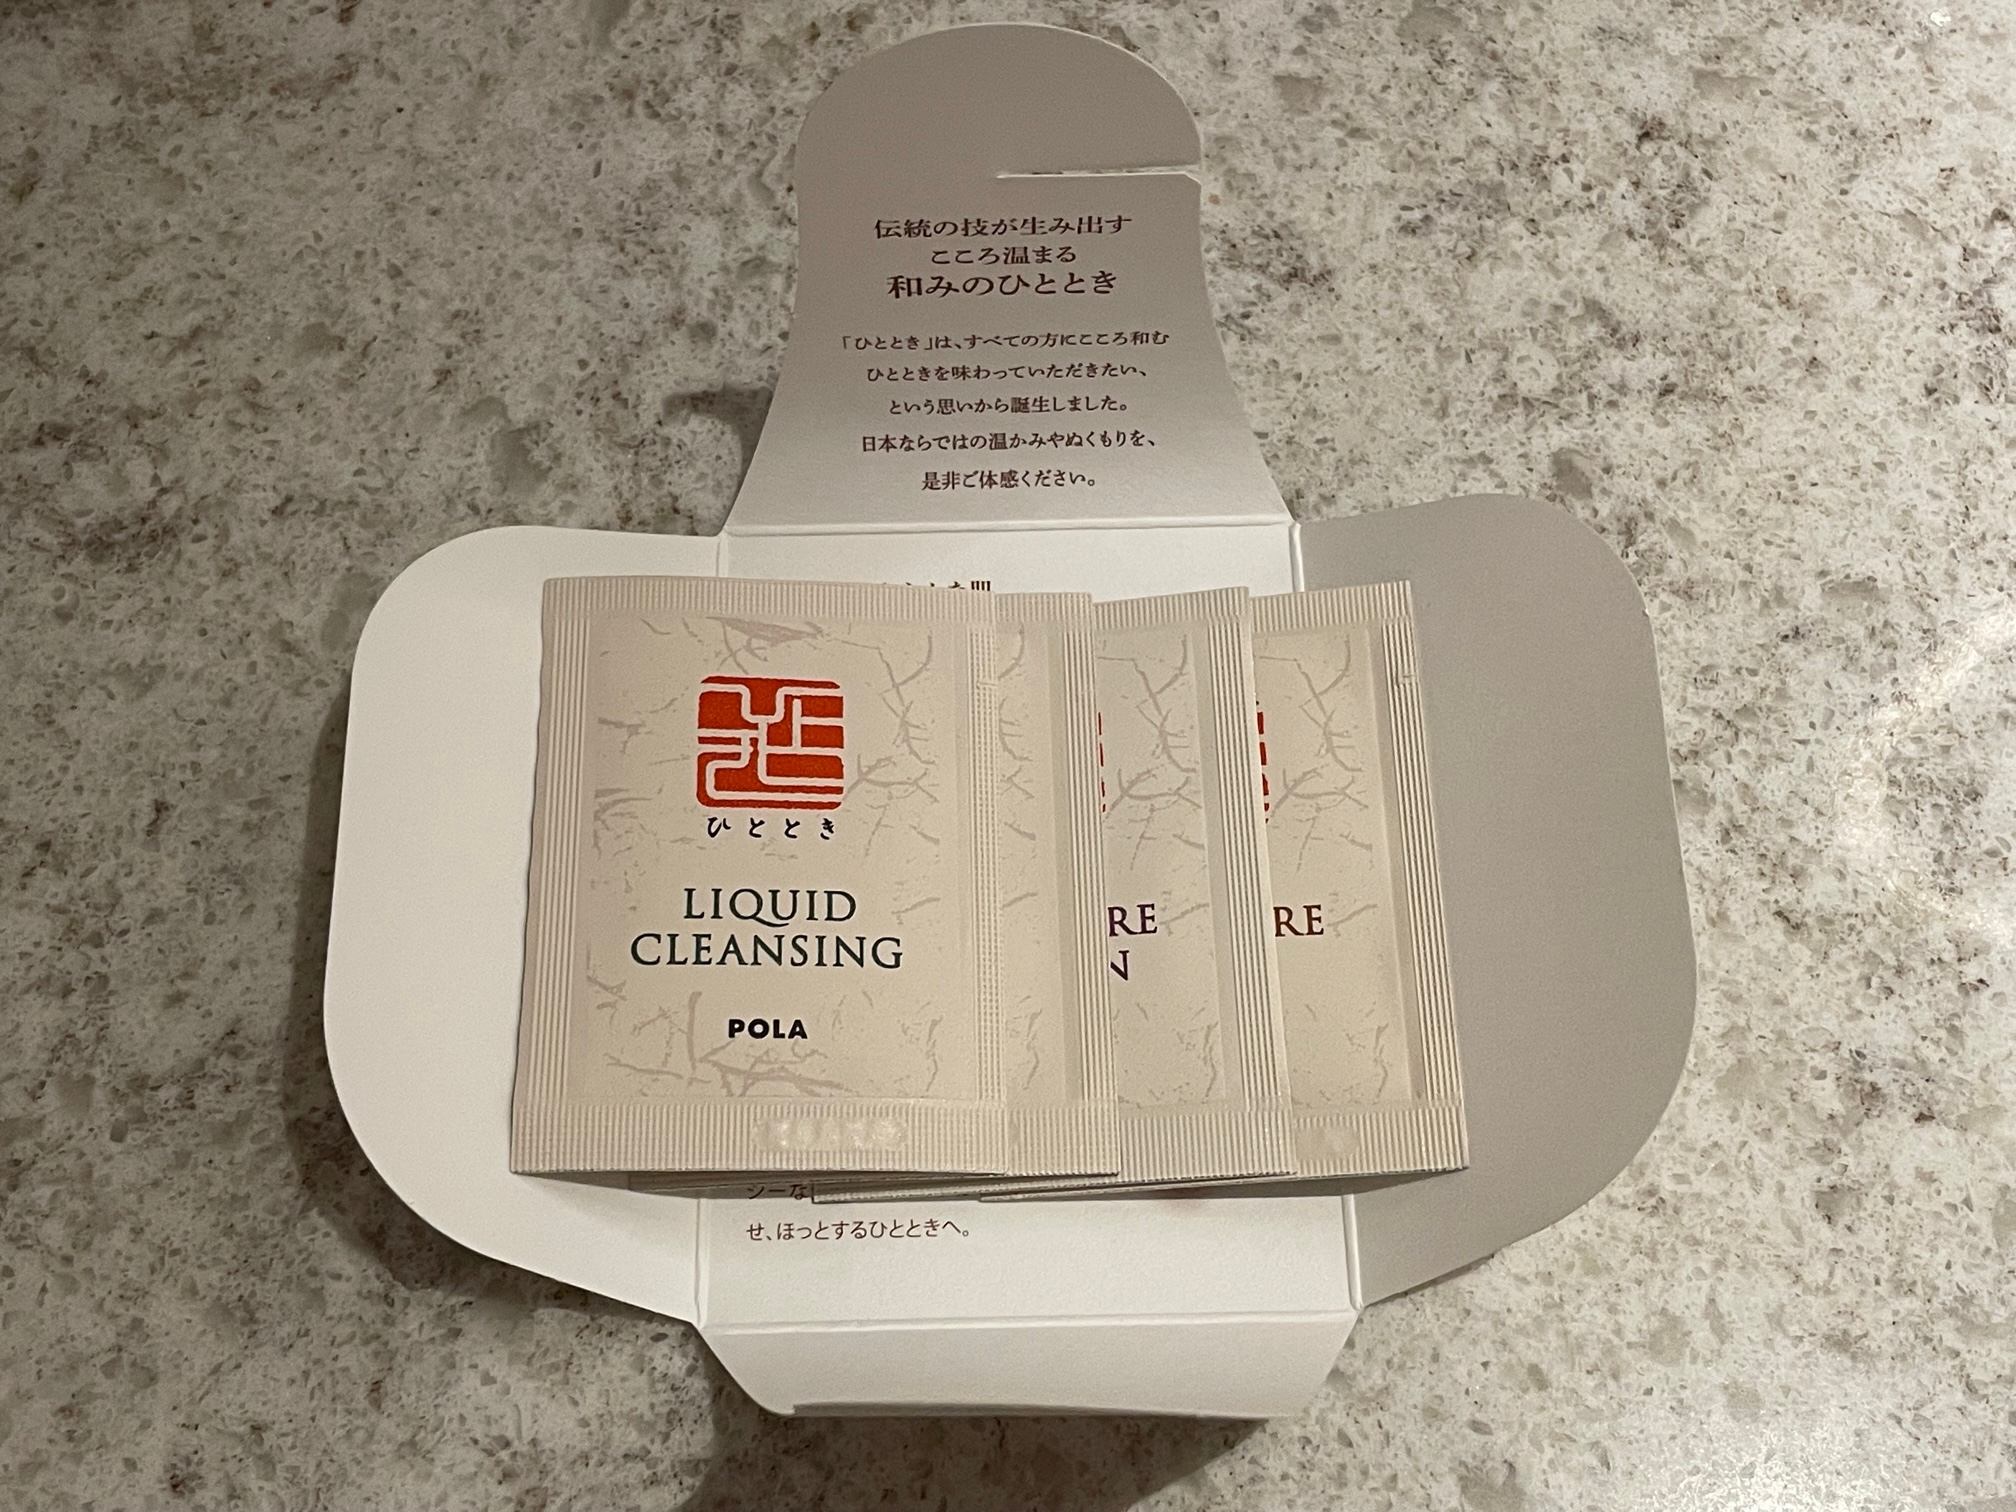 伝統の技が生み出す
こころ温まる
和みのひととき
「ひととき」は、すべての方にこころ和む
ひとときを味わっていただきたい、
という思いから誕生しました。
日本ならではの温かみやぬくもりを、
是非ご体感ください。
ひととき
LIQUID
CLEANSING
POLA
RE
N
RE
シーな
せ、ほっとするひとときへ。